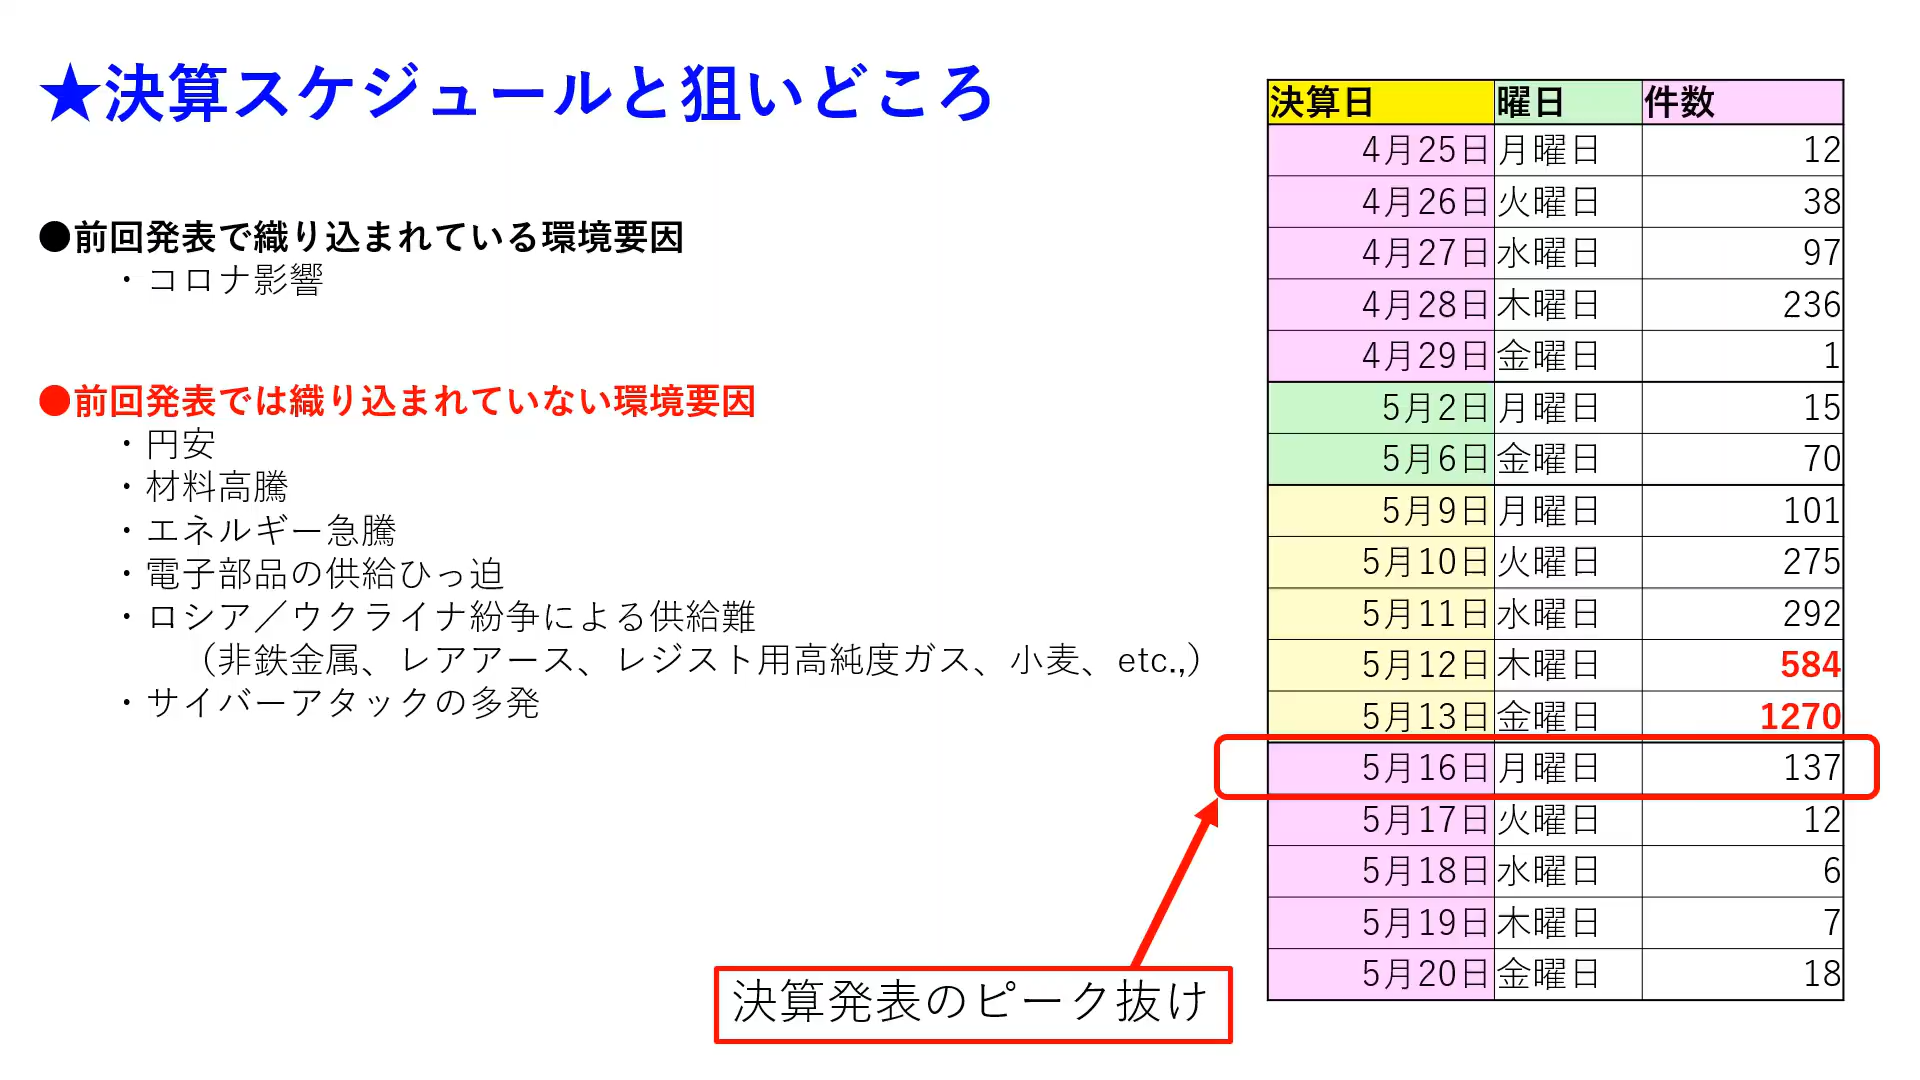 ★決算スケジュールと狙いどころ
●前回発表で織り込まれている環境要因
・コロナ影響
●前回発表では織り込まれていない環境要因
・円安
・材料高騰
・エネルギー急騰
・電子部品の供給ひっ迫
・ロシア／ウクライナ紛争による供給難
（非鉄金属、レアアース、レジスト用高純度ガス、小麦、etc.,）
・サイバーアタックの多発
決算発表のピーク抜け
決算日 曜日 件数
4月25日 月曜日 12
4月26日 火曜日 38
4月27日 水曜日 97
4月28日 木曜日 236
4月29日 金曜日 1
5月2日 月曜日 15
5月6日 金曜日 70
5月9日 月曜日 101
5月10日 火曜日 275
5月11日 水曜日 292
5月12日 木曜日 584
5月13日 金曜日 1270
5月16日 月曜日 137
5月17日 火曜日 12
5月18日 水曜日 6
5月19日 木曜日 7
5月20日 金曜日 18